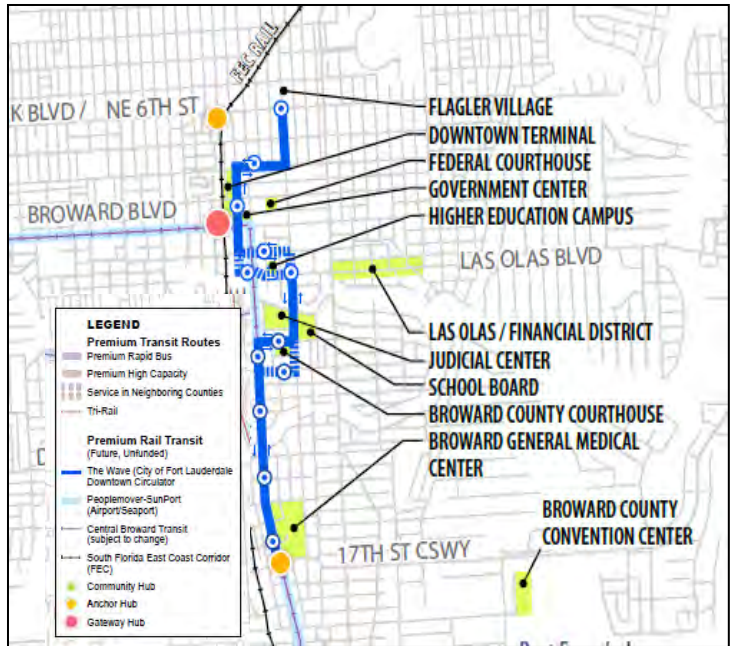 FEC RAIL
K BLVD / NE 6TH ST
FLAGLER VILLAGE
DOWNTOWN TERMINAL
FEDERAL COURTHOUSE
GOVERNMENT CENTER
BROWARD BLVD
HIGHER EDUCATION CAMPUS
LAS OLAS BLVD
LAS OLAS / FINANCIAL DISTRICT
JUDICIAL CENTER
SCHOOL BOARD
BROWARD COUNTY COURTHOUSE
BROWARD GENERAL MEDICAL
CENTER
BROWARD COUNTY
CONVENTION CENTER
17TH ST CSWY
LEGEND
Premium Transit Routes
Premium Rapid Bus
Premium High Capacity
Service in Neighboring Counties
Tri-Rail
Premium Rail Transit
(Future, Unfunded)
The Wave (City of Fort Lauderdale
Downtown Circulator
Peoplemover-SunPort
(Airport/Seaport)
Central Broward Transit
(subject to change)
South Florida East Coast Corridor
(FEC)
Community Hub
Anchor Hub
Gateway Hub